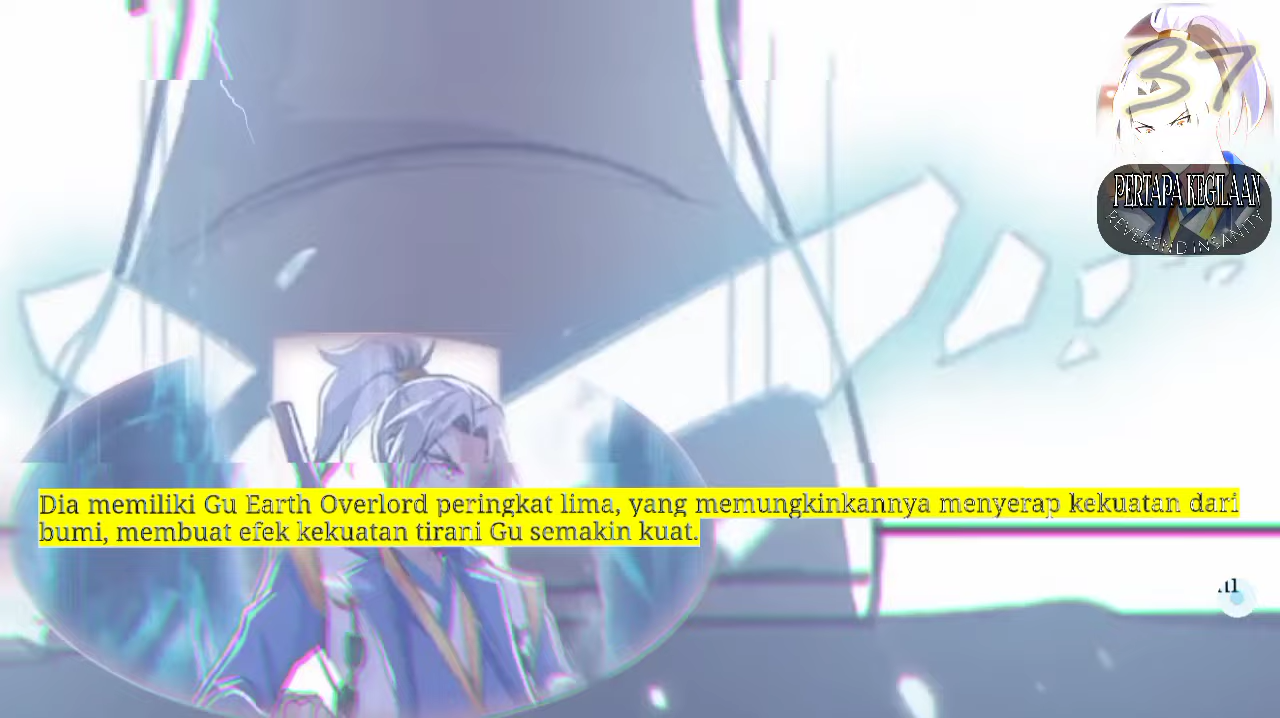 37
PERTAPA KEGILAAN
REVEREND INSANITY
Dia memiliki Gu Earth Overlord peringkat lima, yang memungkinkannya menyerap kekuatan dari
bumi, membuat efek kekuatan tirani Gu semakin kuat.